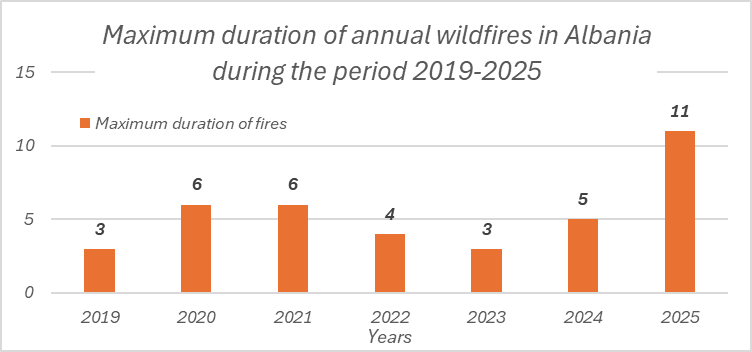 Maximum duration of annual wildfires in Albania
during the period 2019-2025
15
Maximum duration of fires
10
5
0
3
6
6
4
3
5
11
2019 2020 2021 2022 2023 2024 2025
Years